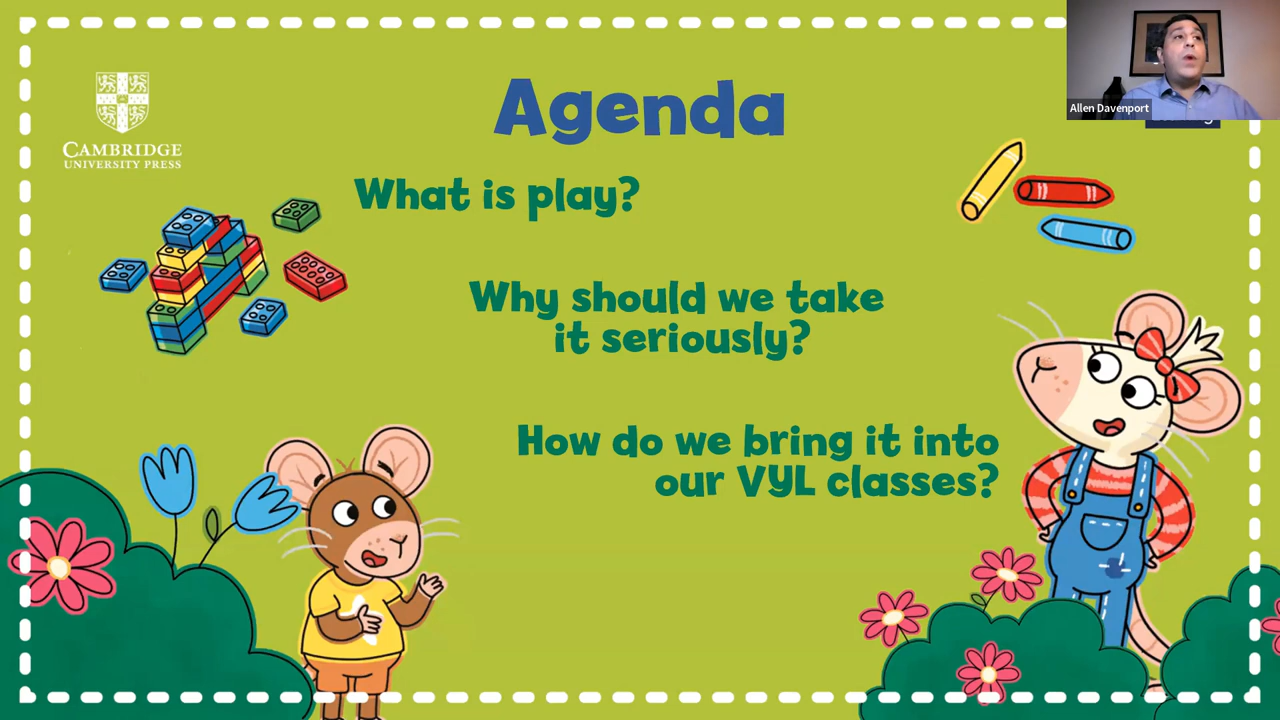 Agenda
CAMBRIDGE
UNIVERSITY PRESS
Allen Davenport
What is play?
Why should we take
it seriously?
How do we bring it into
our VYL classes?